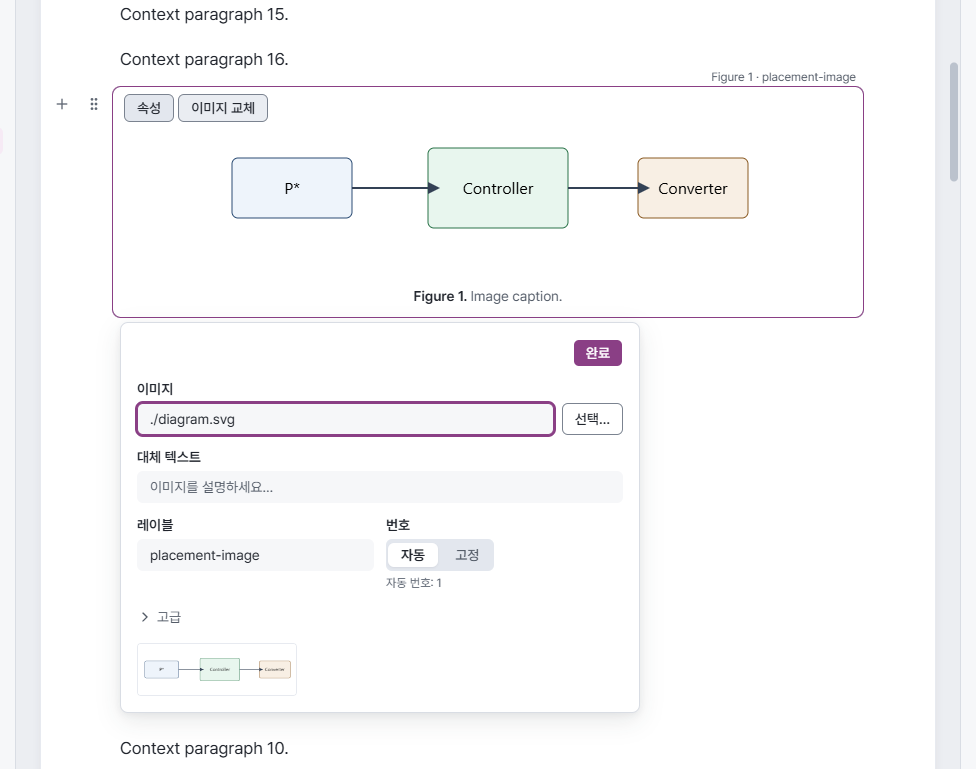 Context paragraph 15.
Context paragraph 16.
Figure 1 · placement-image
속성 이미지 교체
P* Controller Converter
Figure 1. Image caption.
완료
이미지
./diagram.svg 선택...
대체 텍스트
이미지를 설명하세요...
레이블 번호
placement-image 자동 고정
자동 번호: 1
고급
P* Controller Converter
Context paragraph 10.